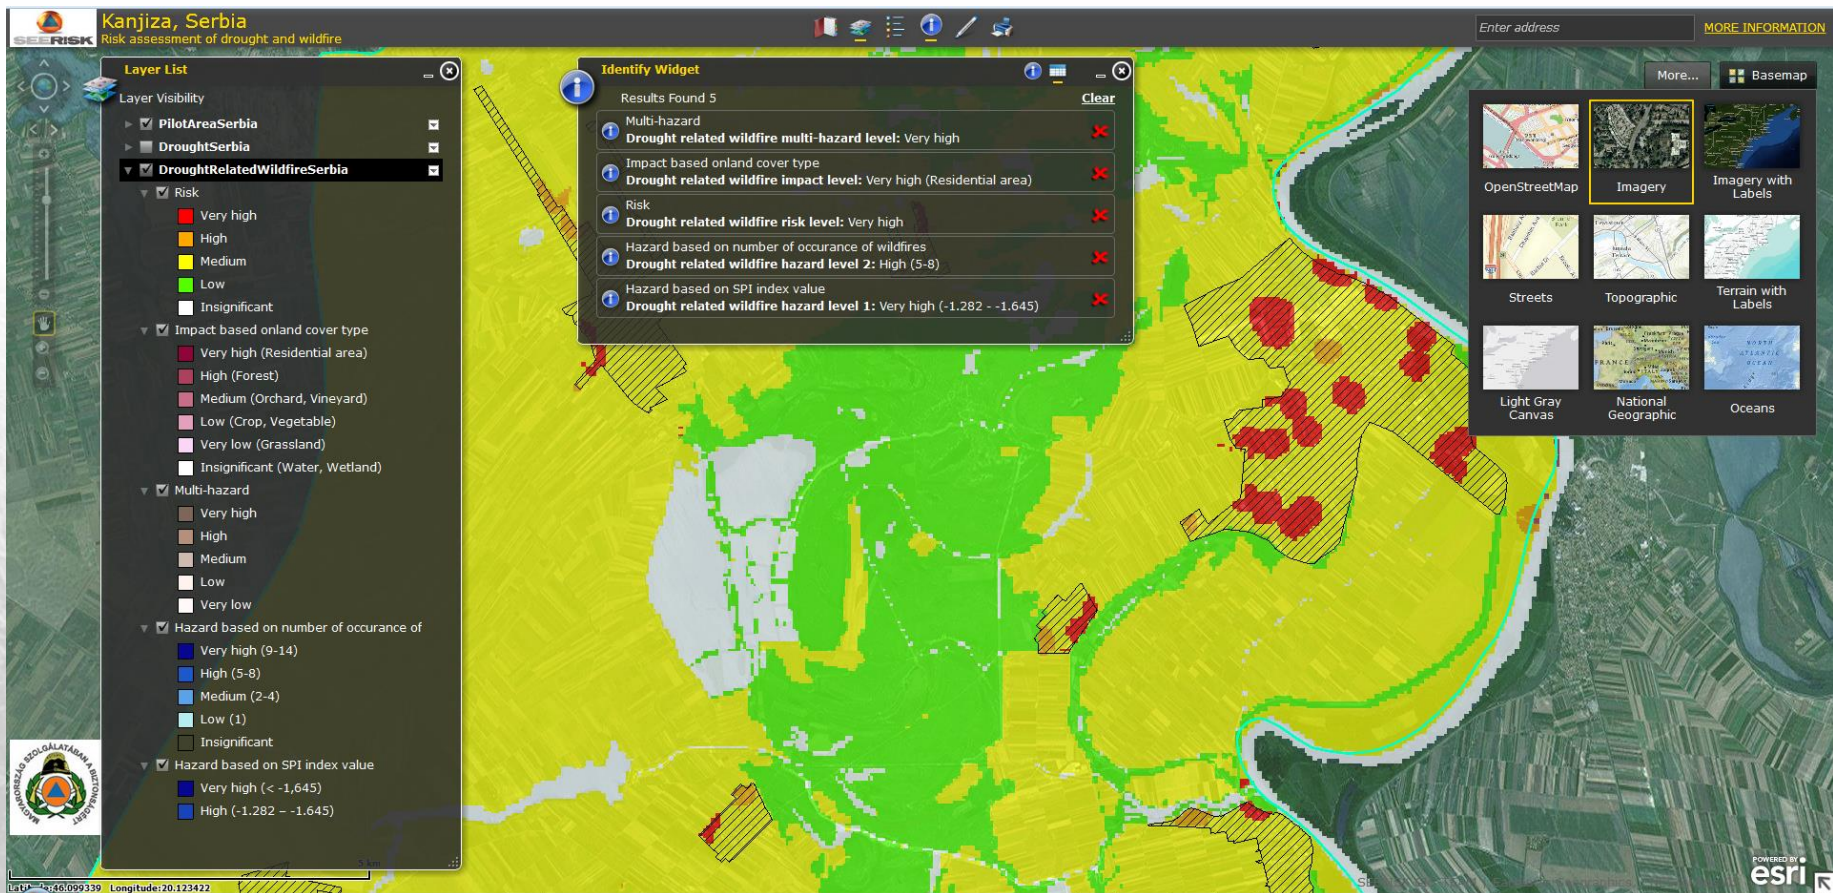 SEERISK
Kanjiza, Serbia
Risk assessment of drought and wildfire
Enter address
MORE INFORMATION
Layer List
Layer Visibility
PilotAreaSerbia
DroughtSerbia
DroughtRelatedWildfireSerbia
Risk
Very high
High
Medium
Low
Insignificant
Impact based onland cover type
Very high (Residential area)
High (Forest)
Medium (Orchard, Vineyard)
Low (Crop, Vegetable)
Very low (Grassland)
Insignificant (Water, Wetland)
Multi-hazard
Very high
High
Medium
Low
Very low
Hazard based on number of occurance of
Very high (9-14)
High (5-8)
Medium (2-4)
Low (1)
Insignificant
Hazard based on SPI index value
Very high (< -1,645)
High (-1.282 – -1.645)
Identify Widget
Results Found 5
Clear
Multi-hazard
Drought related wildfire multi-hazard level: Very high
Impact based onland cover type
Drought related wildfire impact level: Very high (Residential area)
Risk
Drought related wildfire risk level: Very high
Hazard based on number of occurance of wildfires
Drought related wildfire hazard level 2: High (5-8)
Hazard based on SPI index value
Drought related wildfire hazard level 1: Very high (-1.282 - -1.645)
More...
Basemap
OpenStreetMap
Imagery
Imagery with
Labels
Streets
Topographic
Terrain with
Labels
Light Gray
Canvas
National
Geographic
Oceans
MAGYARORSZÁG SZOLGÁLATÁBAN A BIZTONSÁGÉRT
5 km
Latitude:46.099339 Longitude:20.123422
POWERED BY
esri